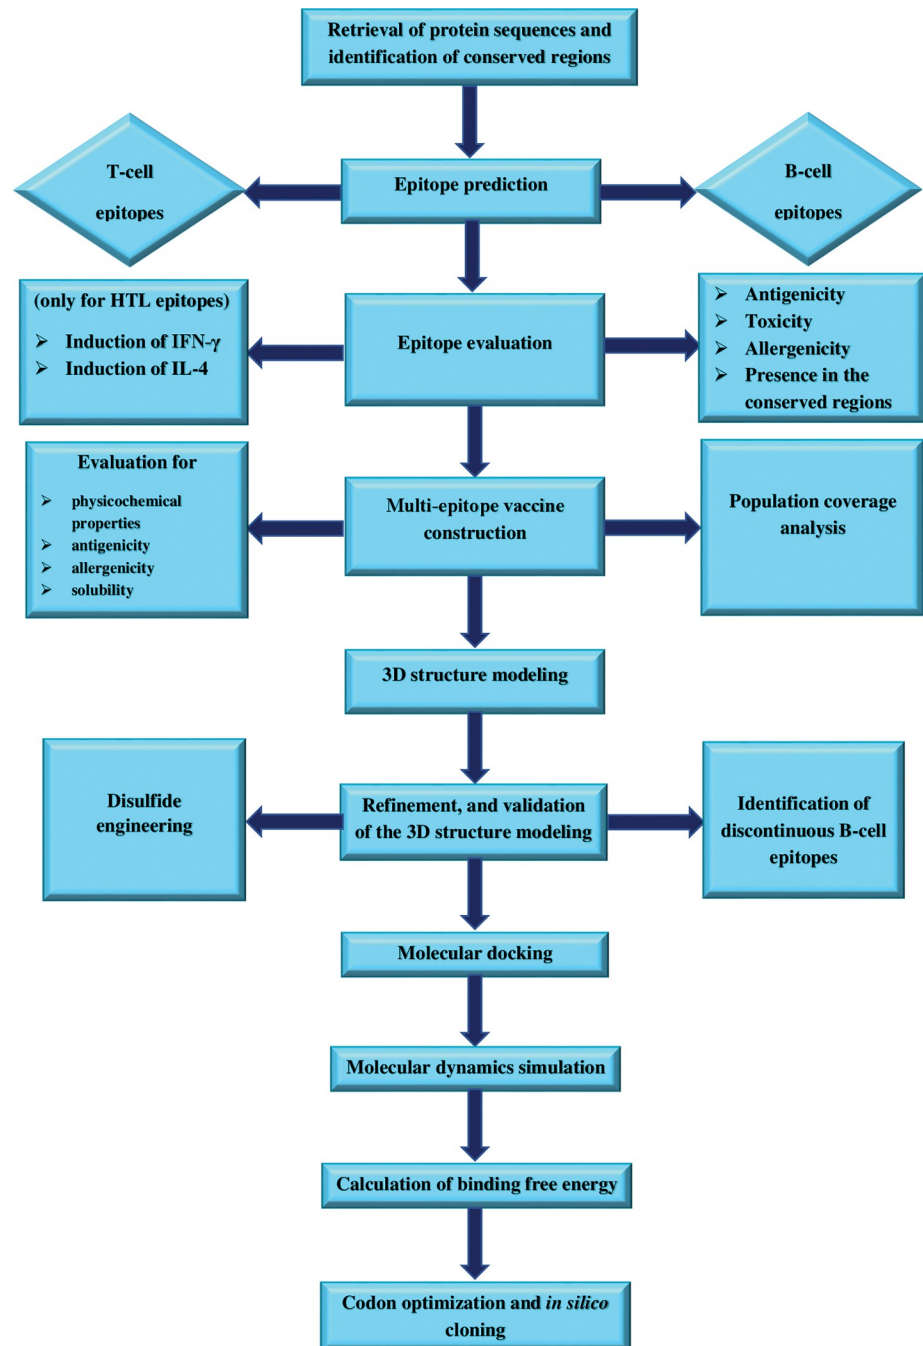 Retrieval of protein sequences and
identification of conserved regions
T-cell
epitopes
Epitope prediction
B-cell
epitopes
(only for HTL epitopes)
➢ Induction of IFN-γ
➢ Induction of IL-4
Epitope evaluation
➢ Antigenicity
➢ Toxicity
➢ Allergenicity
➢ Presence in the
conserved regions
Evaluation for
➢ physicochemical
properties
➢ antigenicity
➢ allergenicity
➢ solubility
Multi-epitope vaccine
construction
Population coverage
analysis
3D structure modeling
Disulfide
engineering
Refinement, and validation
of the 3D structure modeling
Identification of
discontinuous B-cell
epitopes
Molecular docking
Molecular dynamics simulation
Calculation of binding free energy
Codon optimization and in silico
cloning